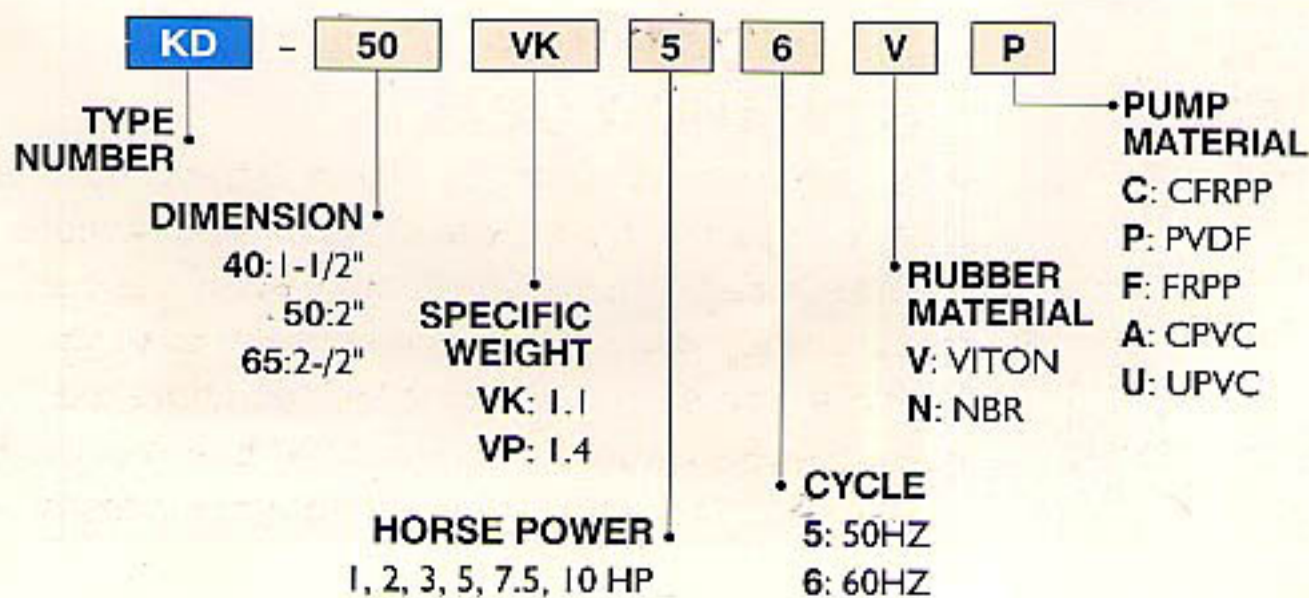 KD - 50 VK 5 6 V P
TYPE
NUMBER
DIMENSION
40:1-1/2"
50:2"
65:2-/2"
SPECIFIC
WEIGHT
VK: 1.1
VP: 1.4
HORSE POWER
1, 2, 3, 5, 7.5, 10 HP
CYCLE
5: 50HZ
6: 60HZ
RUBBER
MATERIAL
V: VITON
N: NBR
PUMP
MATERIAL
C: CFRPP
P: PVDF
F: FRPP
A: CPVC
U: UPVC